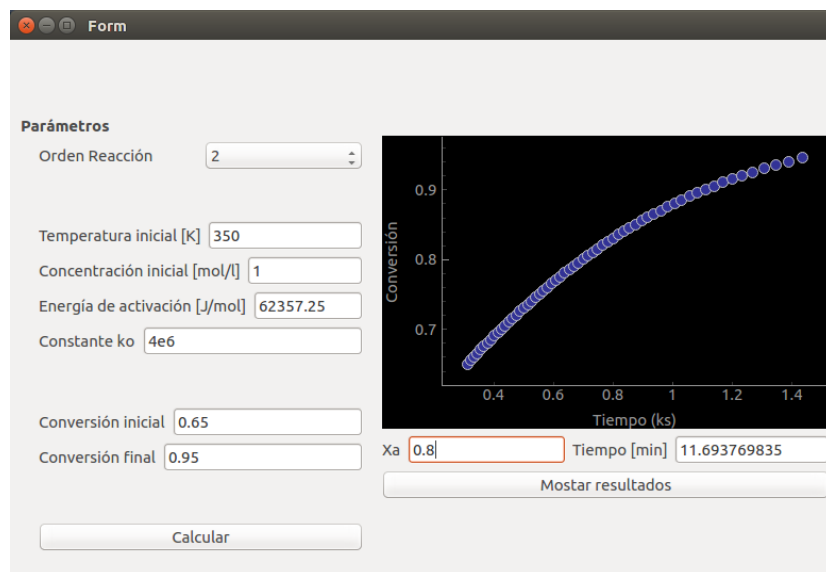 Form
Parámetros
Orden Reacción 2
Temperatura inicial [K] 350
Concentración inicial [mol/l] 1
Energía de activación [J/mol] 62357.25
Constante ko 4e6
Conversión inicial 0.65
Conversión final 0.95
Calcular
Conversión
0.9
0.8
0.7
0.4 0.6 0.8 1 1.2 1.4
Tiempo (ks)
Xa 0.8 Tiempo [min] 11.693769835
Mostar resultados